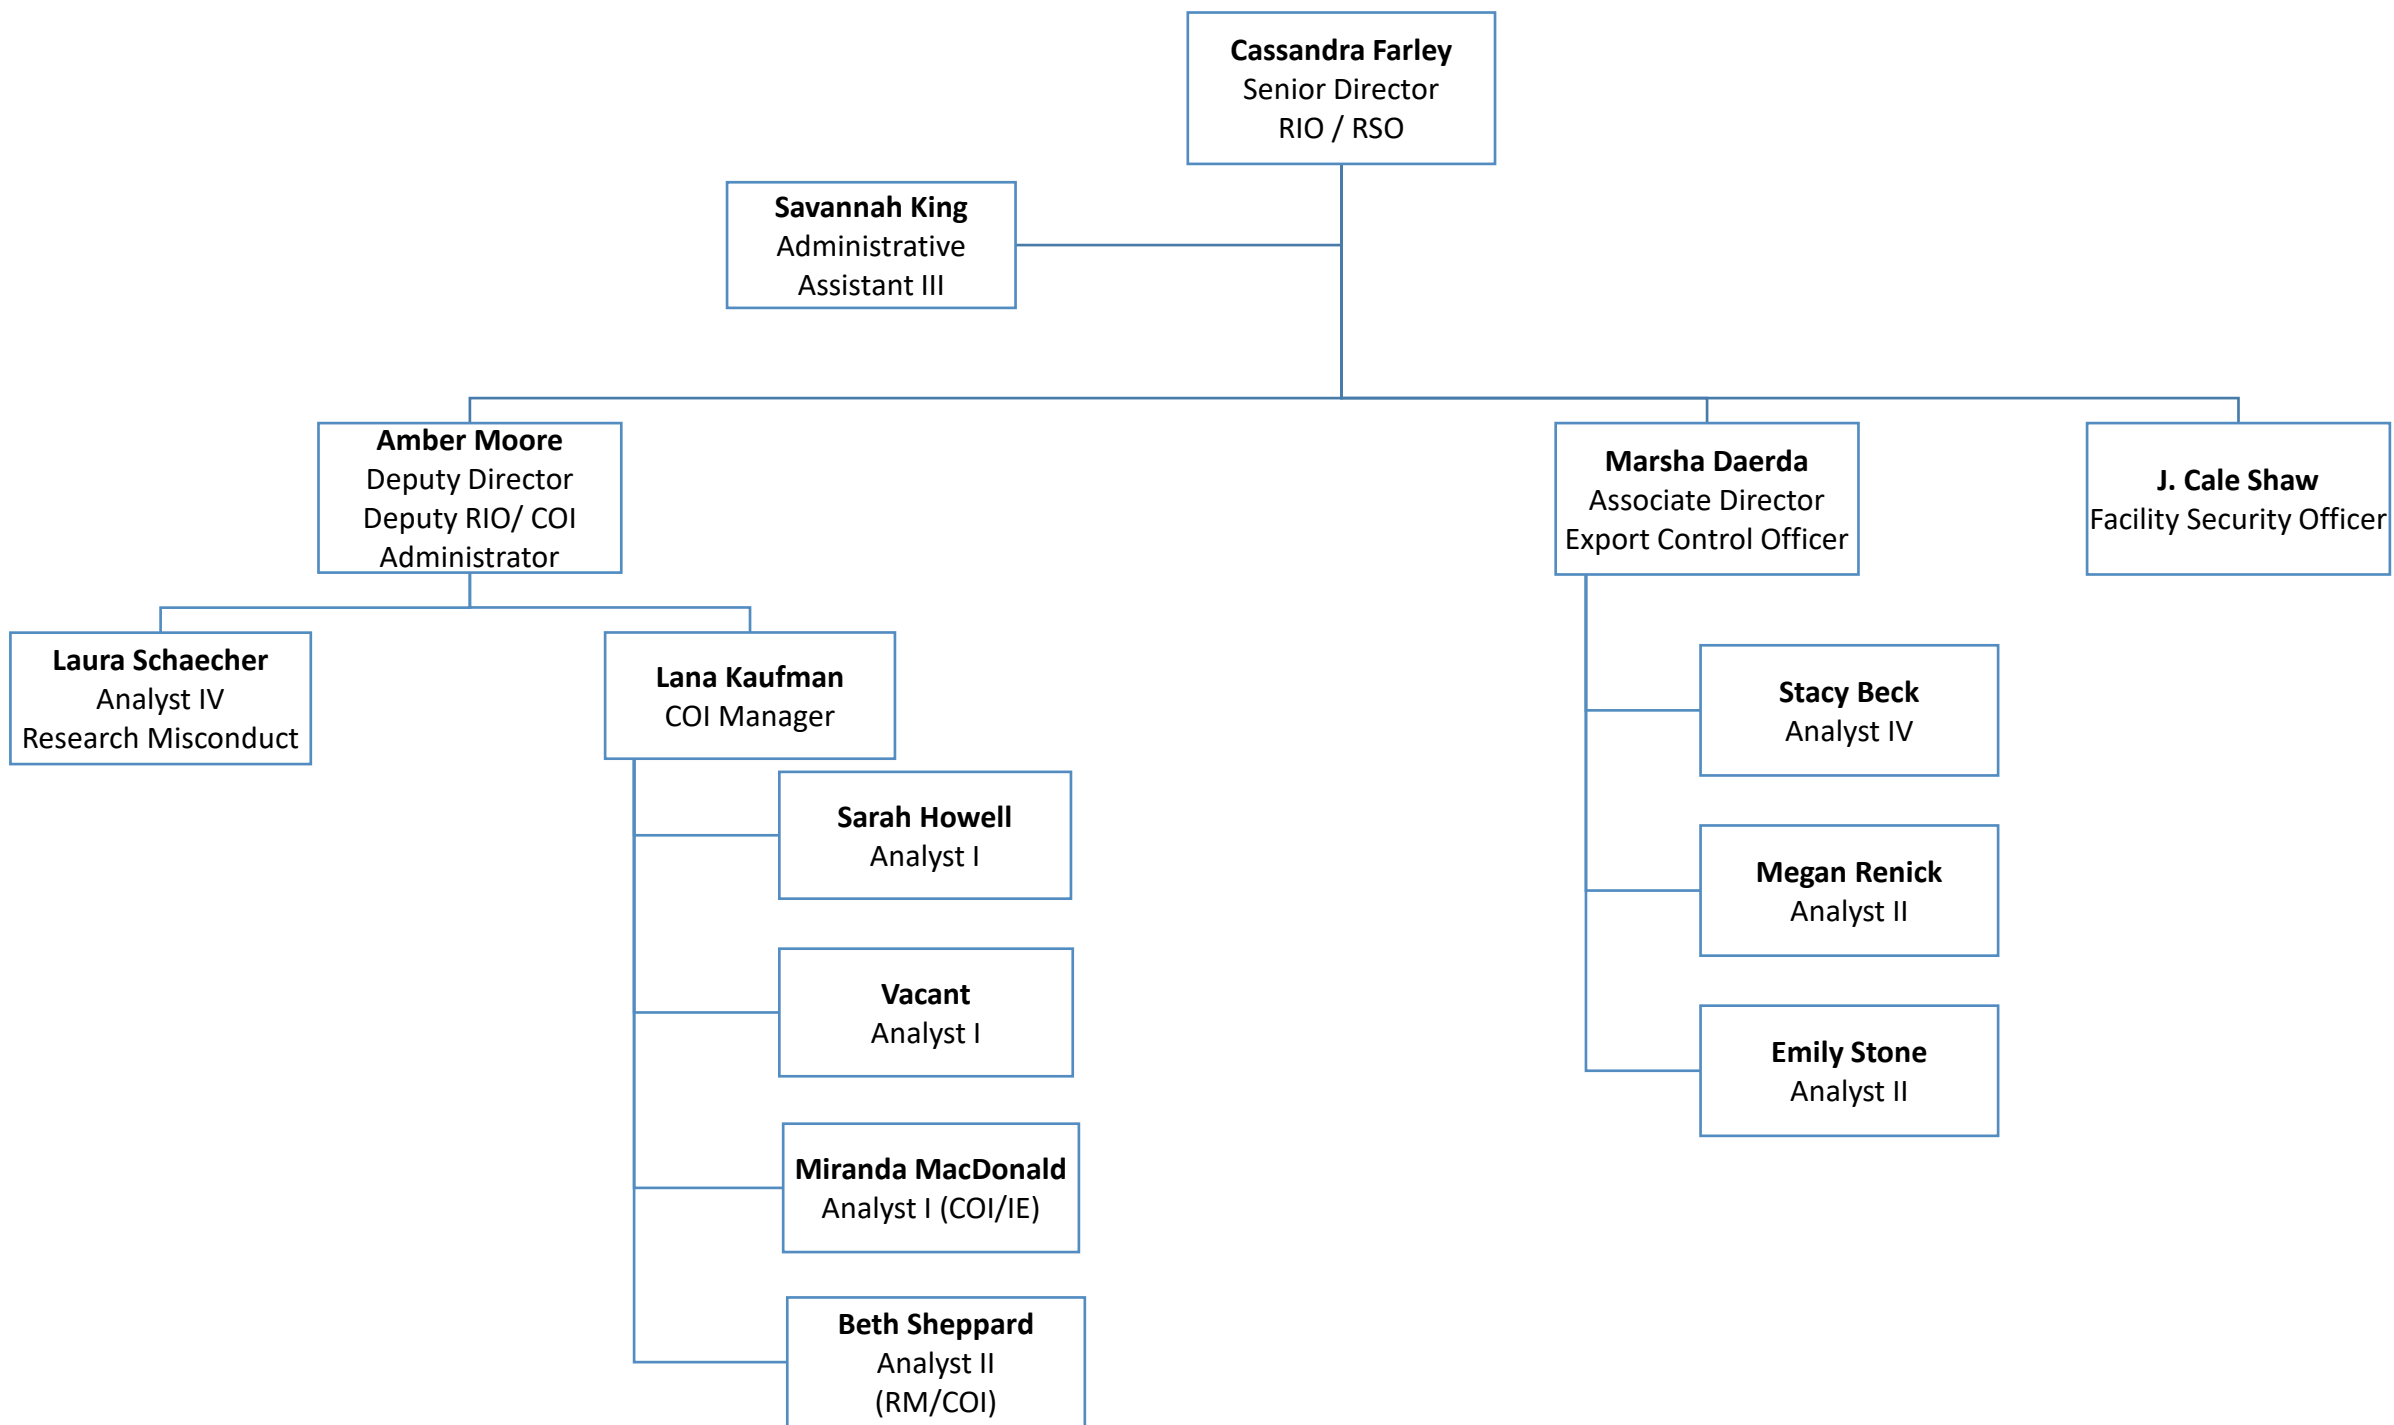 Cassandra Farley
Senior Director
RIO / RSO
Savannah King
Administrative
Assistant III
Amber Moore
Deputy Director
Deputy RIO/ COI
Administrator
Marsha Daerda
Associate Director
Export Control Officer
J. Cale Shaw
Facility Security Officer
Laura Schaecher
Analyst IV
Research Misconduct
Lana Kaufman
COI Manager
Sarah Howell
Analyst I
Vacant
Analyst I
Miranda MacDonald
Analyst I (COI/IE)
Beth Sheppard
Analyst II
(RM/COI)
Stacy Beck
Analyst IV
Megan Renick
Analyst II
Emily Stone
Analyst II